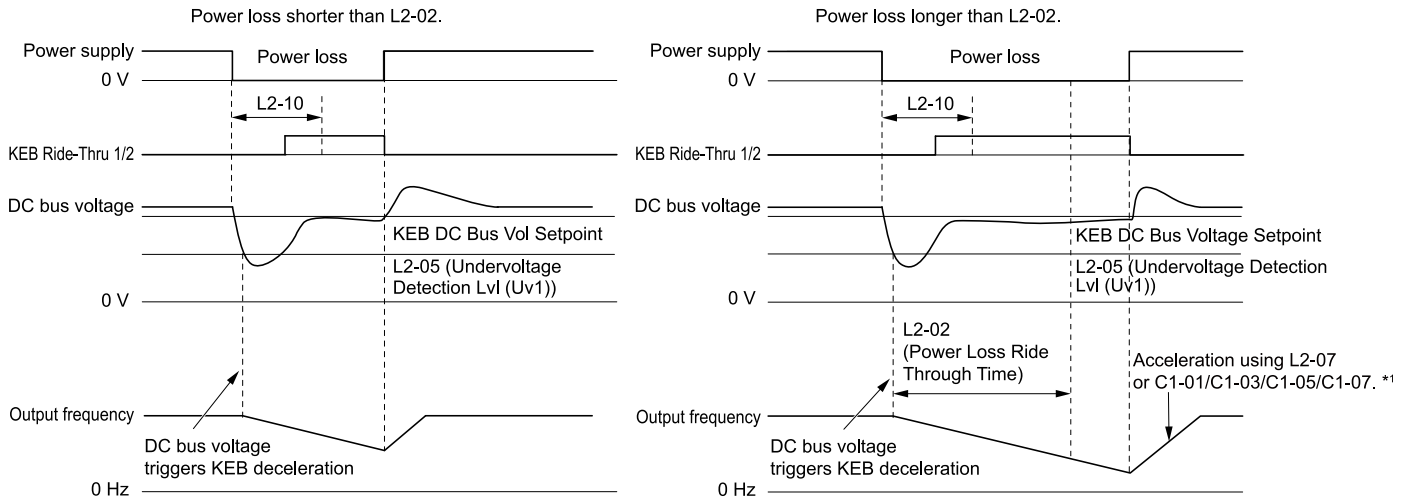 Power loss shorter than L2-02.
Power supply
Power loss
0 V
L2-10
KEB Ride-Thru 1/2
DC bus voltage
KEB DC Bus Vol Setpoint
L2-05 (Undervoltage
Detection Lvl (Uv1))
0 V
Output frequency
DC bus voltage
triggers KEB deceleration
0 Hz
Power loss longer than L2-02.
Power supply
Power loss
0 V
L2-10
KEB Ride-Thru 1/2
DC bus voltage
KEB DC Bus Voltage Setpoint
L2-05 (Undervoltage Detection
Lvl (Uv1))
0 V
L2-02
(Power Loss Ride
Through Time)
Acceleration using L2-07
or C1-01/C1-03/C1-05/C1-07. *1
Output frequency
DC bus voltage
triggers KEB deceleration
0 Hz